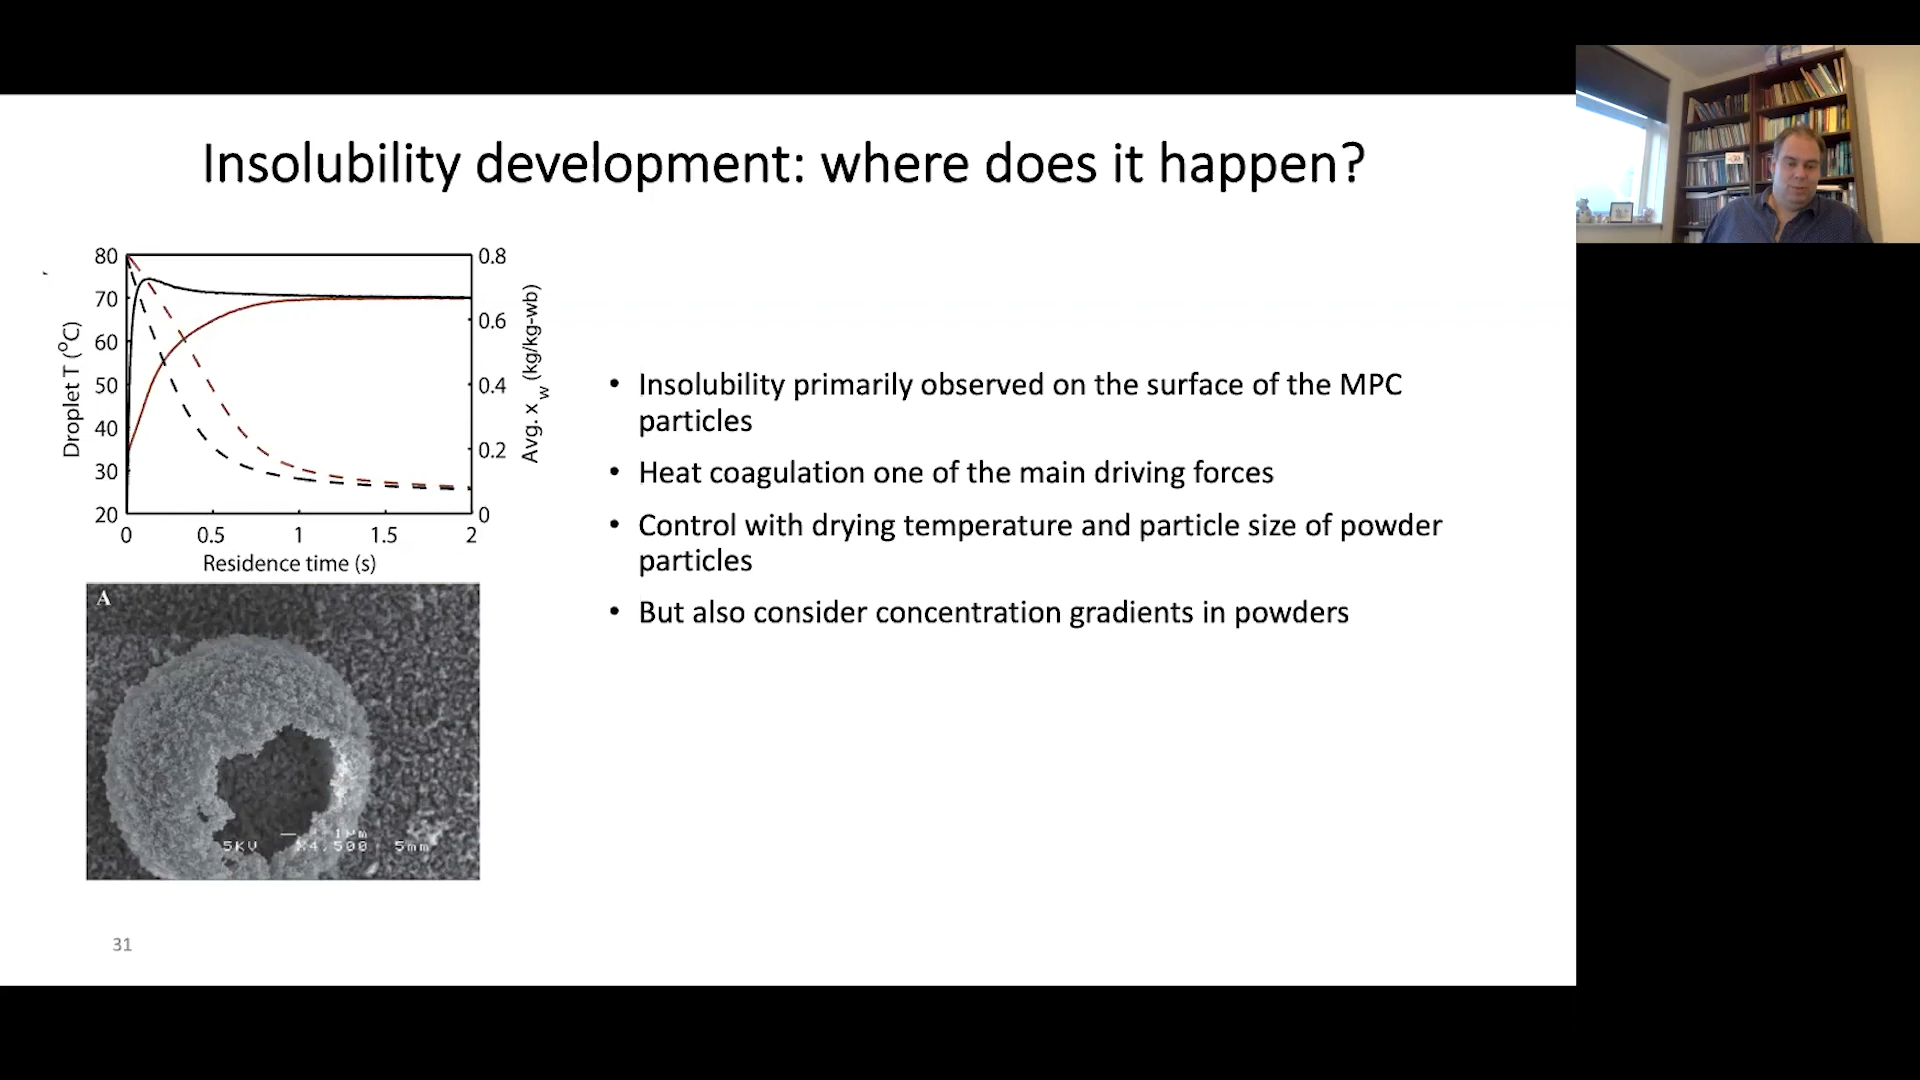 Insolubility development: where does it happen?
80
70
60
50
40
30
20
Droplet T (°C)
0.8
0.6
0.4
0.2
0
Avg. x w (kg/kg-wb)
0 0.5 1 1.5 2
Residence time (s)
• Insolubility primarily observed on the surface of the MPC
particles
• Heat coagulation one of the main driving forces
• Control with drying temperature and particle size of powder
particles
• But also consider concentration gradients in powders
A
1µm
5KV X4,500 5mm
31